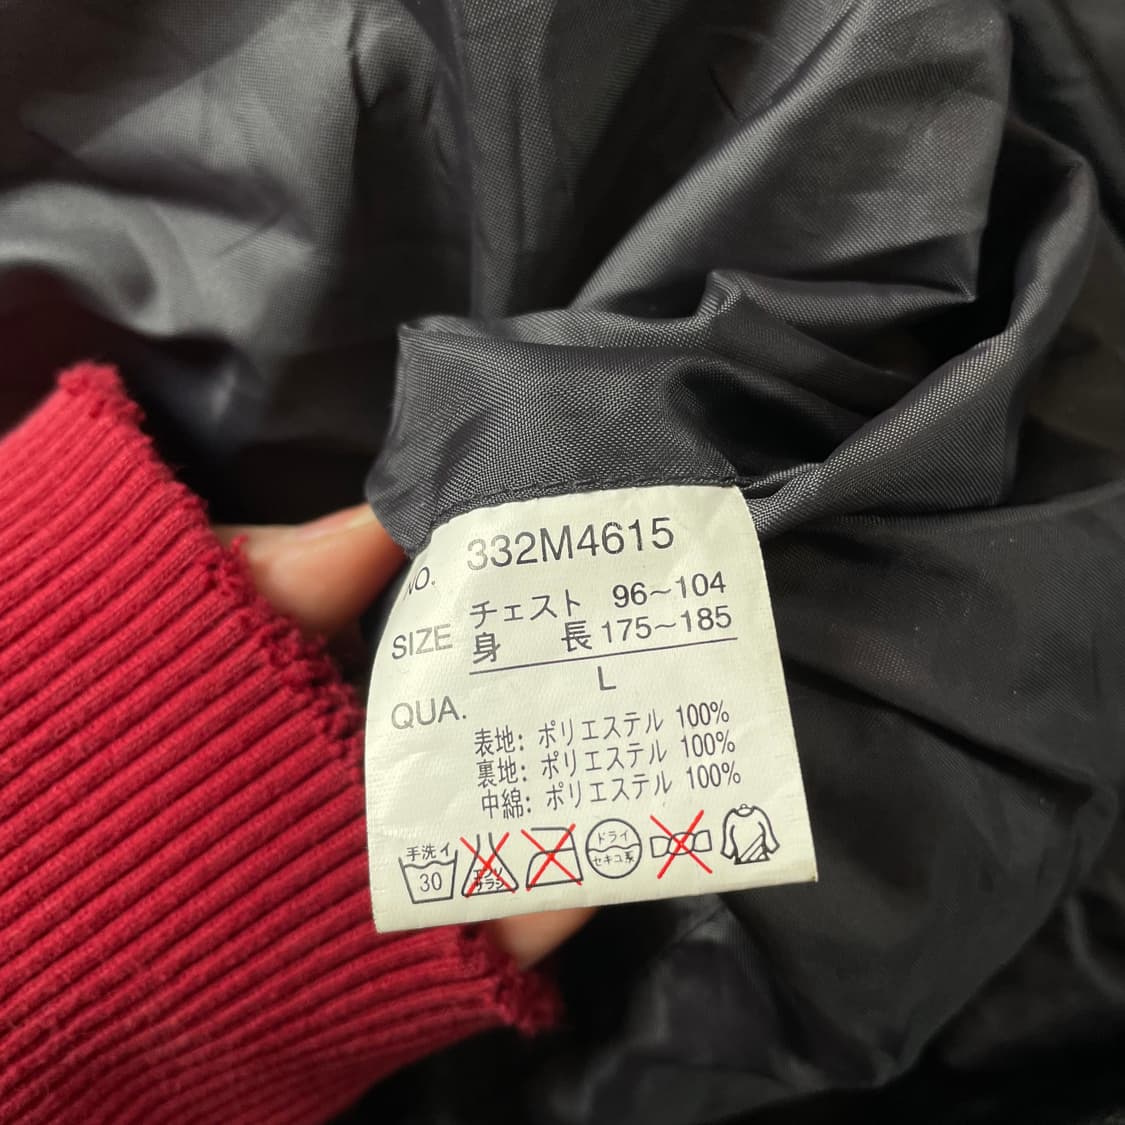 NO. 332M4615
SIZE チェスト 96~104
身長 175~185
L
QUA.
表地: ポリエステル 100%
裏地: ポリエステル 100%
中綿: ポリエステル 100%
手洗イ 30
エンソ サラシ
ドライ セキユ系